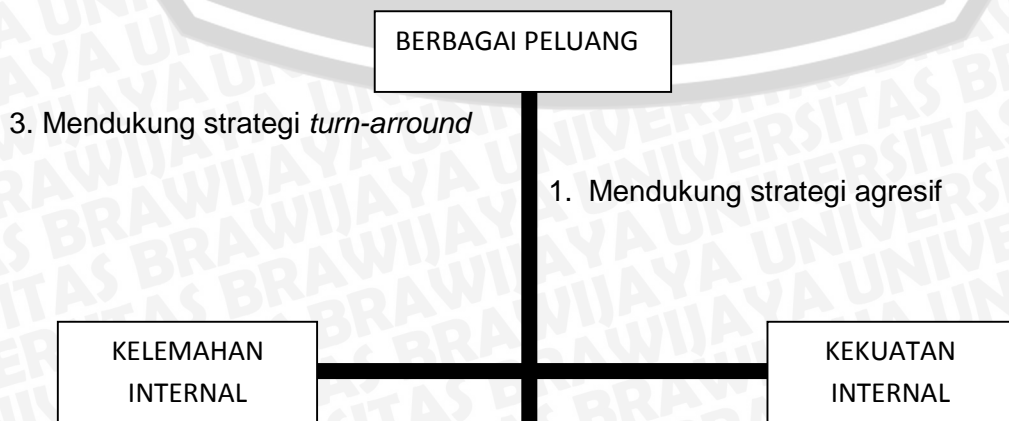 BERBAGAI PELUANG
3. Mendukung strategi turn-arround
1. Mendukung strategi agresif
KELEMAHAN
INTERNAL
KEKUATAN
INTERNAL